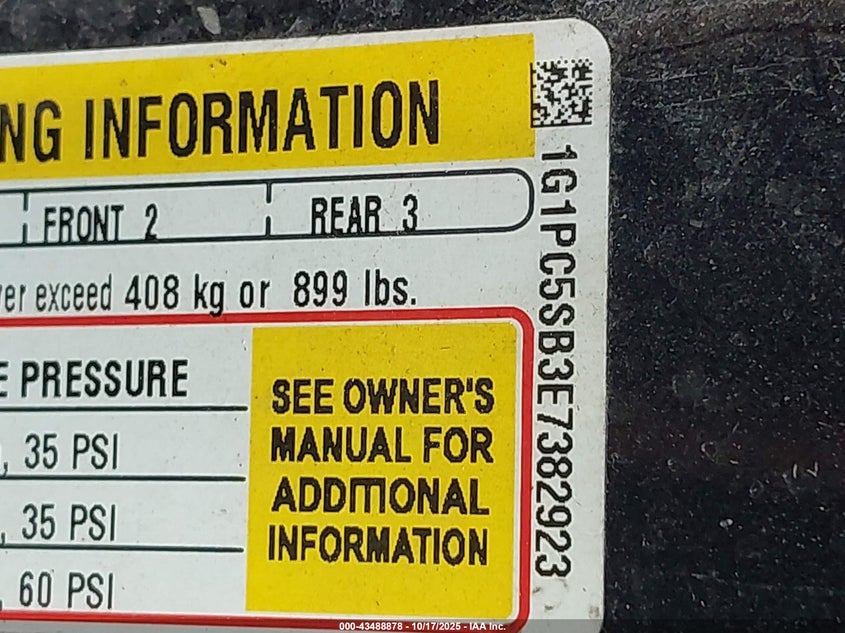 NG INFORMATION
FRONT 2 REAR 3
ver exceed 408 kg or 899 lbs.
E PRESSURE
, 35 PSI
, 35 PSI
, 60 PSI
SEE OWNER'S
MANUAL FOR
ADDITIONAL
INFORMATION
1G1PC5SB3E7382923
000-43488878 - 10/17/2025 - IAA Inc.